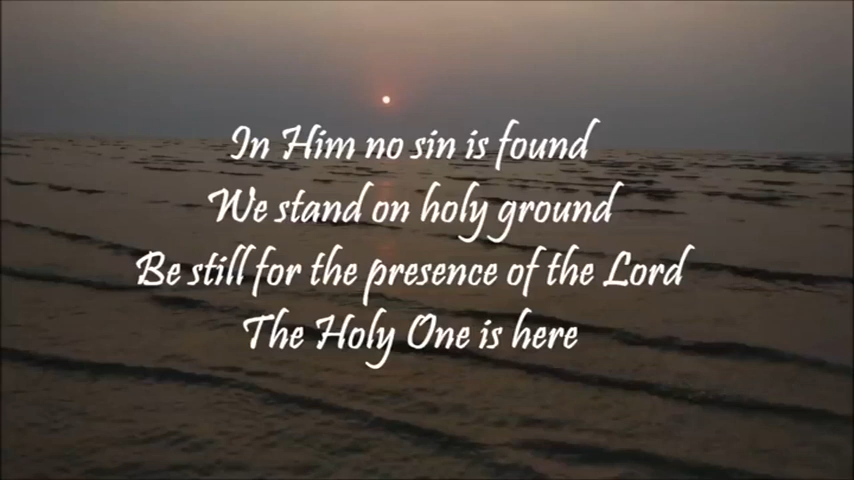 In Him no sin is found
We stand on holy ground
Be still for the presence of the Lord
The Holy One is here